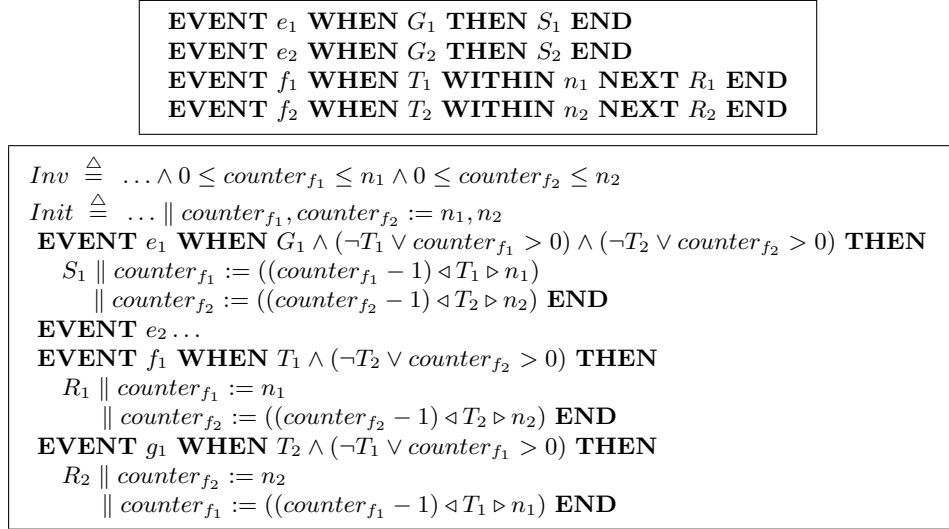 EVENT e₁ WHEN G₁ THEN S₁ END
EVENT e₂ WHEN G₂ THEN S₂ END
EVENT f₁ WHEN T₁ WITHIN n₁ NEXT R₁ END
EVENT f₂ WHEN T₂ WITHIN n₂ NEXT R₂ END
Inv ≜ … ∧ 0 ≤ counter_f₁ ≤ n₁ ∧ 0 ≤ counter_f₂ ≤ n₂
Init ≜ … ∥ counter_f₁, counter_f₂ := n₁, n₂
EVENT e₁ WHEN G₁ ∧ (¬T₁ ∨ counter_f₁ > 0) ∧ (¬T₂ ∨ counter_f₂ > 0) THEN
S₁ ∥ counter_f₁ := ((counter_f₁ − 1) ◁ T₁ ▷ n₁)
∥ counter_f₂ := ((counter_f₂ − 1) ◁ T₂ ▷ n₂) END
EVENT e₂ …
EVENT f₁ WHEN T₁ ∧ (¬T₂ ∨ counter_f₂ > 0) THEN
R₁ ∥ counter_f₁ := n₁
∥ counter_f₂ := ((counter_f₂ − 1) ◁ T₂ ▷ n₂) END
EVENT g₁ WHEN T₂ ∧ (¬T₁ ∨ counter_f₁ > 0) THEN
R₂ ∥ counter_f₂ := n₂
∥ counter_f₁ := ((counter_f₁ − 1) ◁ T₁ ▷ n₁) END